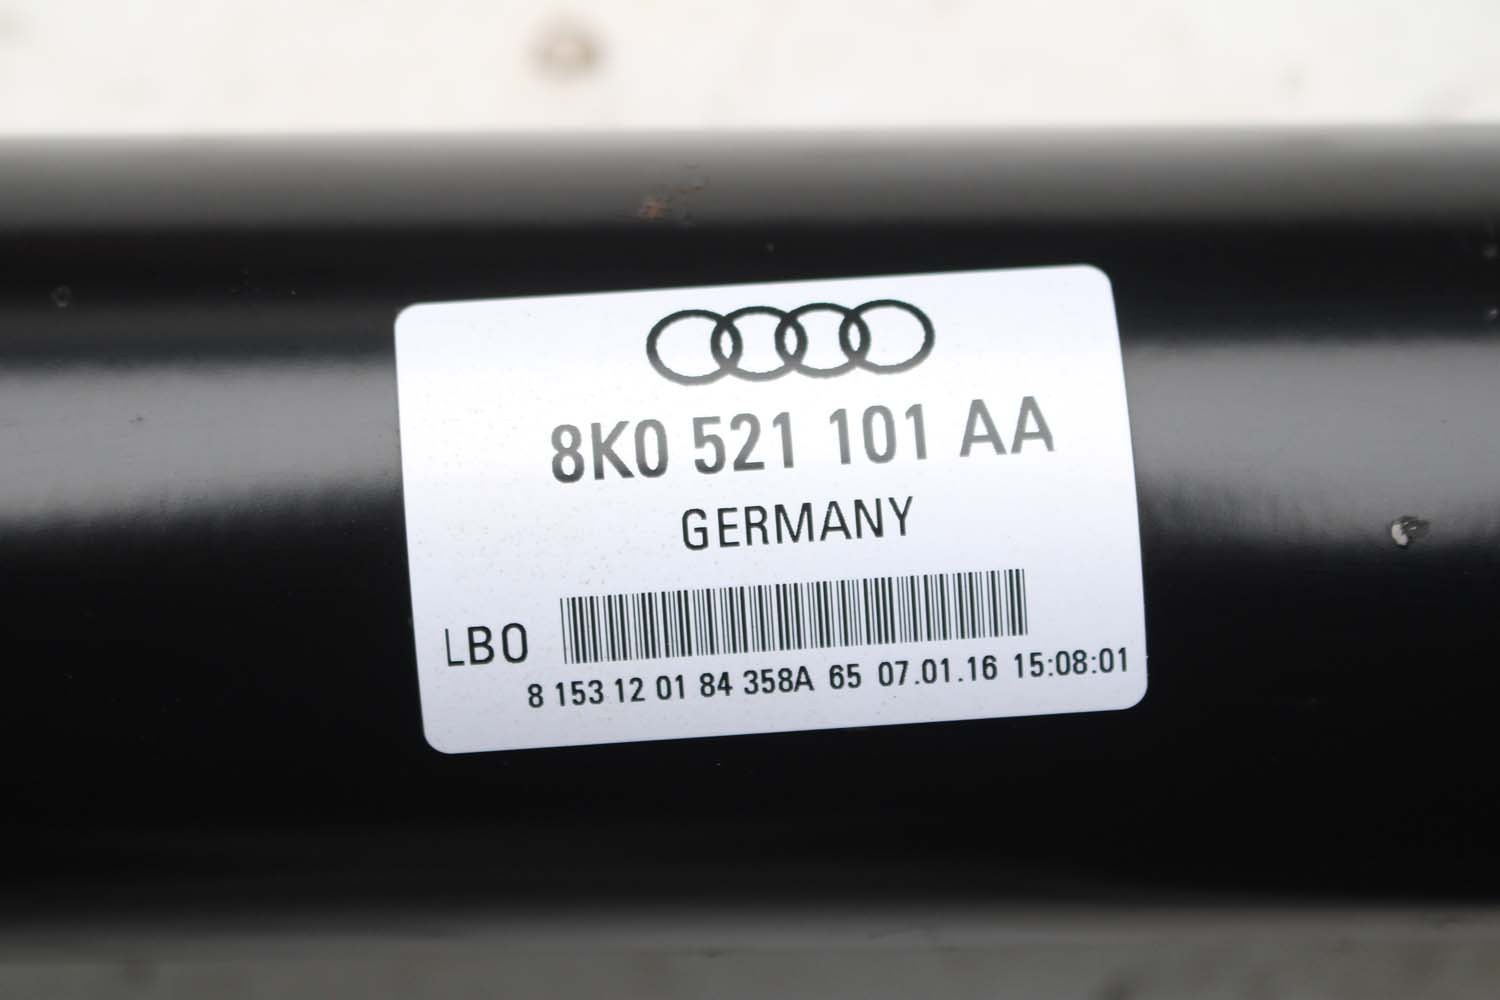 8K0 521 101 AA
GERMANY
LBO
8 153 12 01 84 358A 65 07.01.16 15:08:01